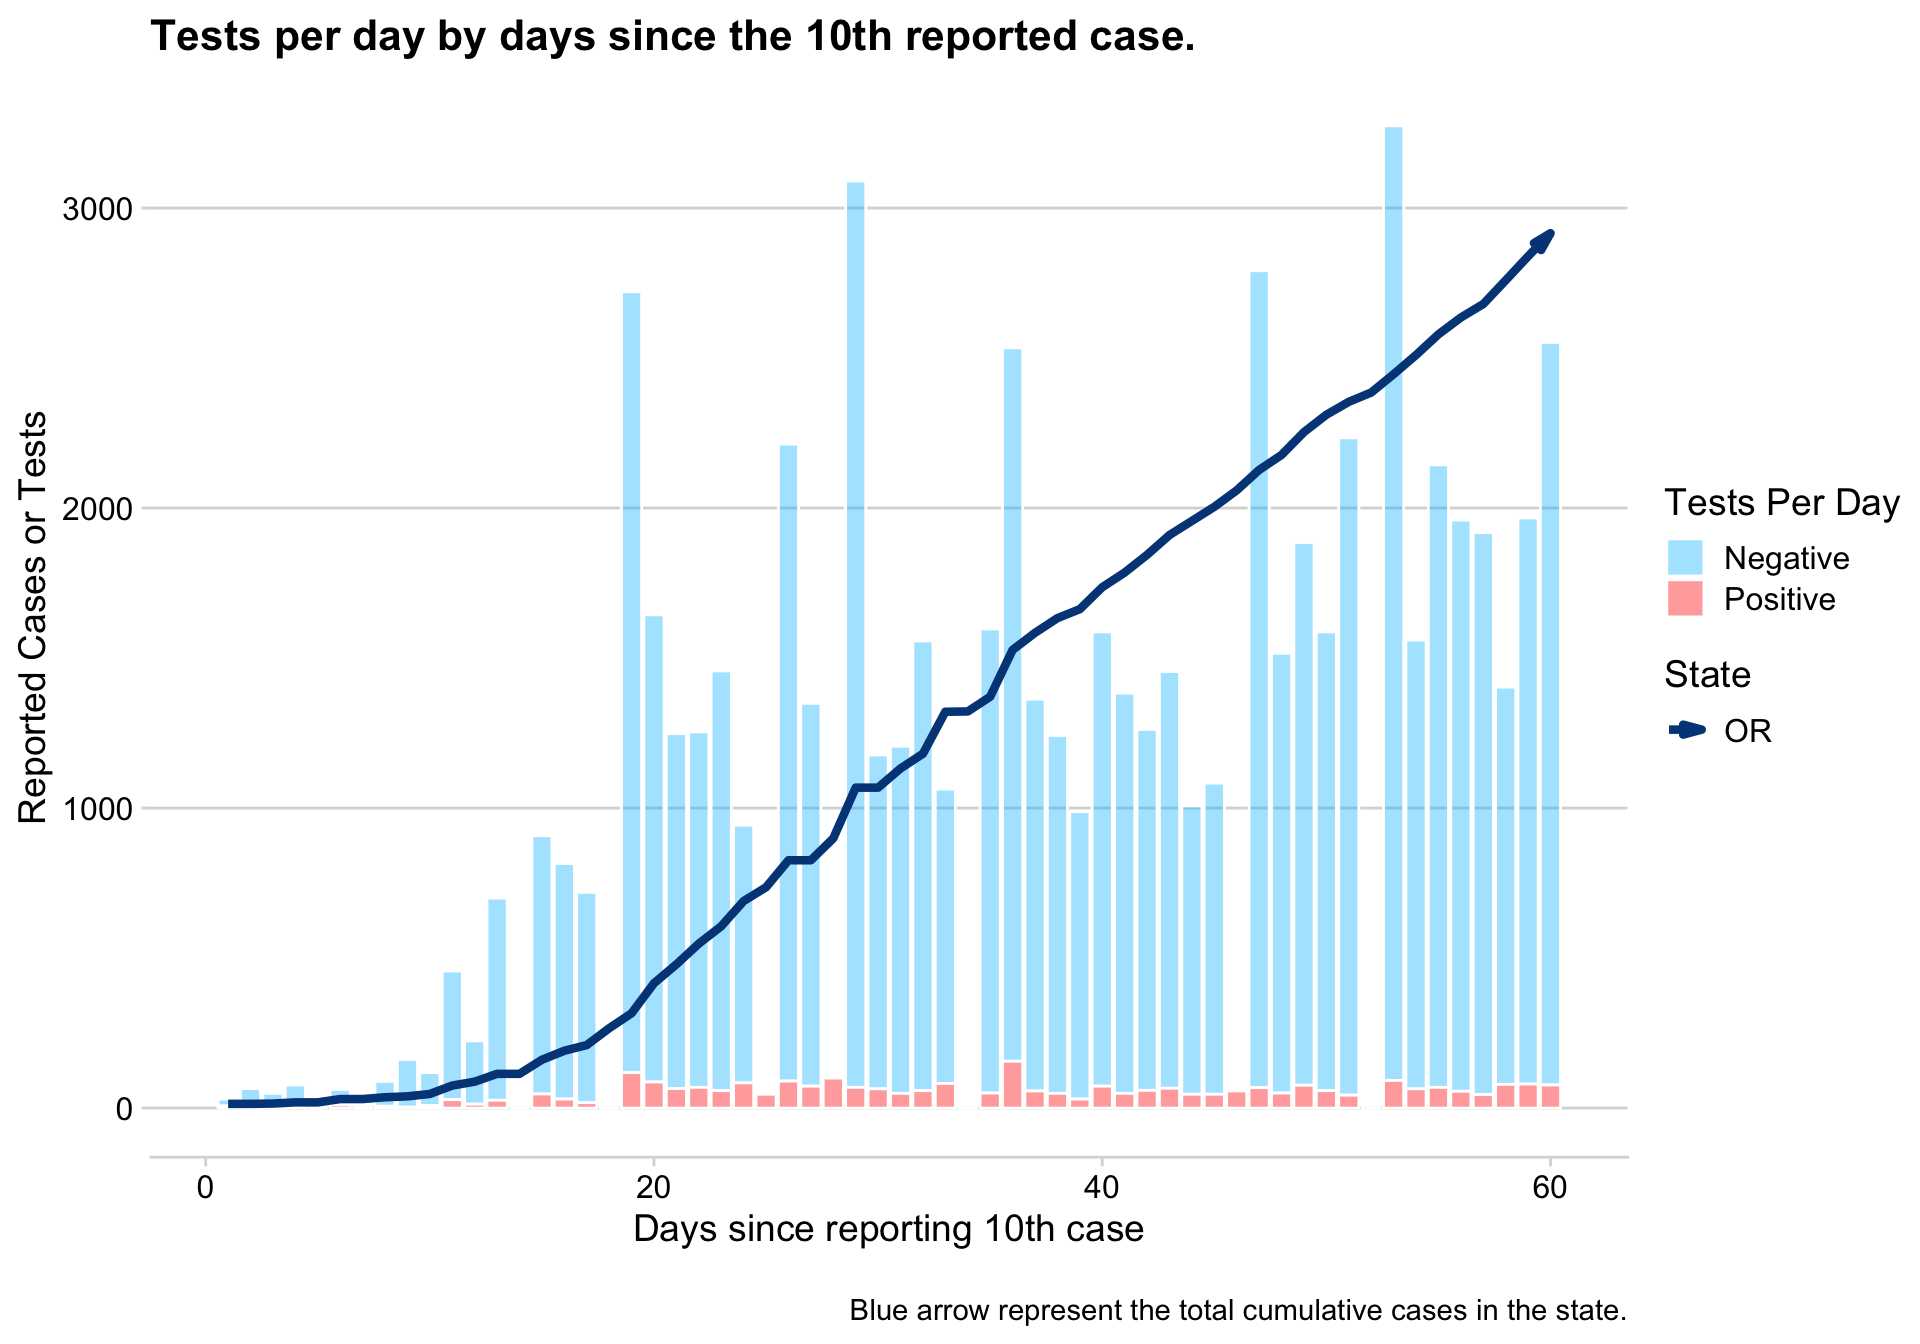 Tests per day by days since the 10th reported case.
Reported Cases or Tests
3000
2000
1000
0
0
20
40
60
Days since reporting 10th case
Tests Per Day
Negative
Positive
State
OR
Blue arrow represent the total cumulative cases in the state.